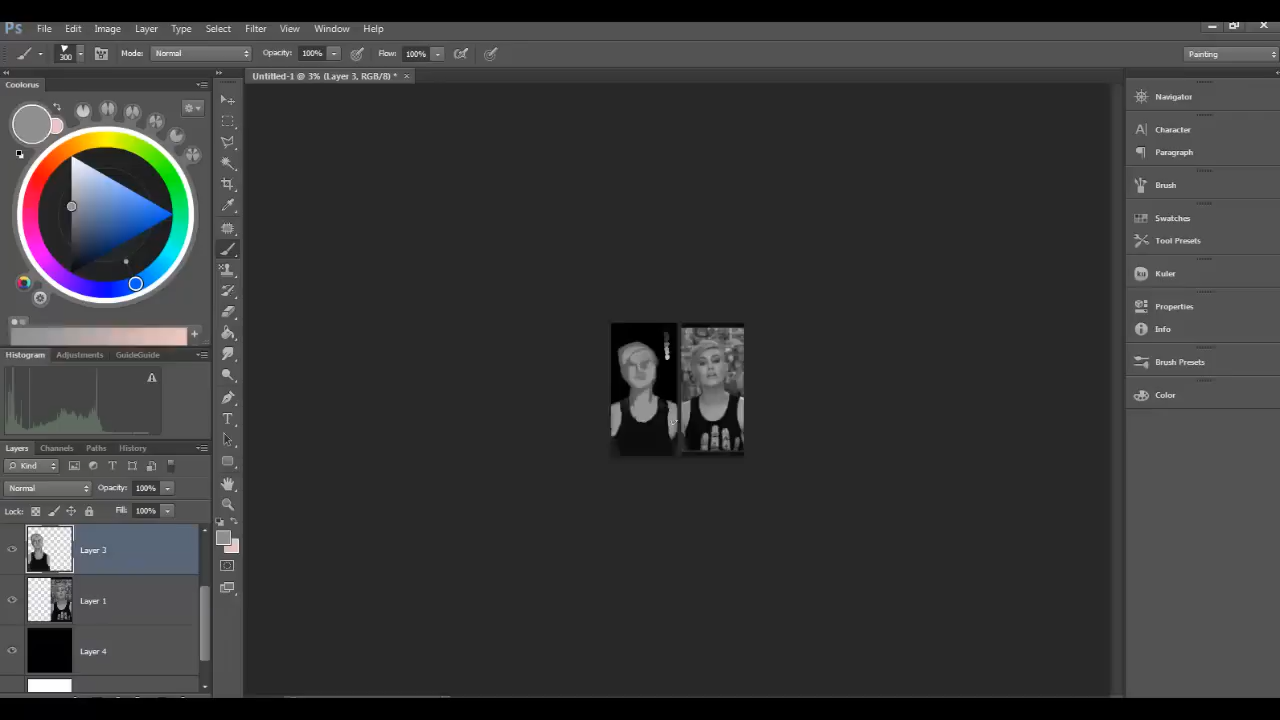 Ps File Edit Image Layer Type Select Filter View Window Help
300 Mode: Normal Opacity: 100% Flow: 100% Painting
Untitled-1 @ 3% (Layer 3, RGB/8) * ×
Coolorus
Navigator
Character
Paragraph
Brush
Swatches
Tool Presets
Kuler
Properties
Info
Brush Presets
Color
Histogram Adjustments GuideGuide
Layers Channels Paths History
Kind
Normal Opacity: 100%
Lock: Fill: 100%
Layer 3
Layer 1
Layer 4